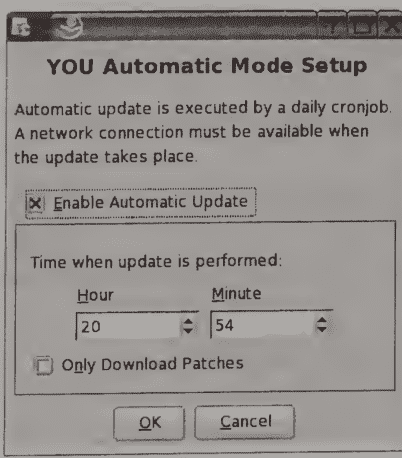 YOU Automatic Mode Setup
Automatic update is executed by a daily cronjob.
A network connection must be available when
the update takes place.
Enable Automatic Update
Time when update is performed:
Hour Minute
20 54
Only Download Patches
OK Cancel